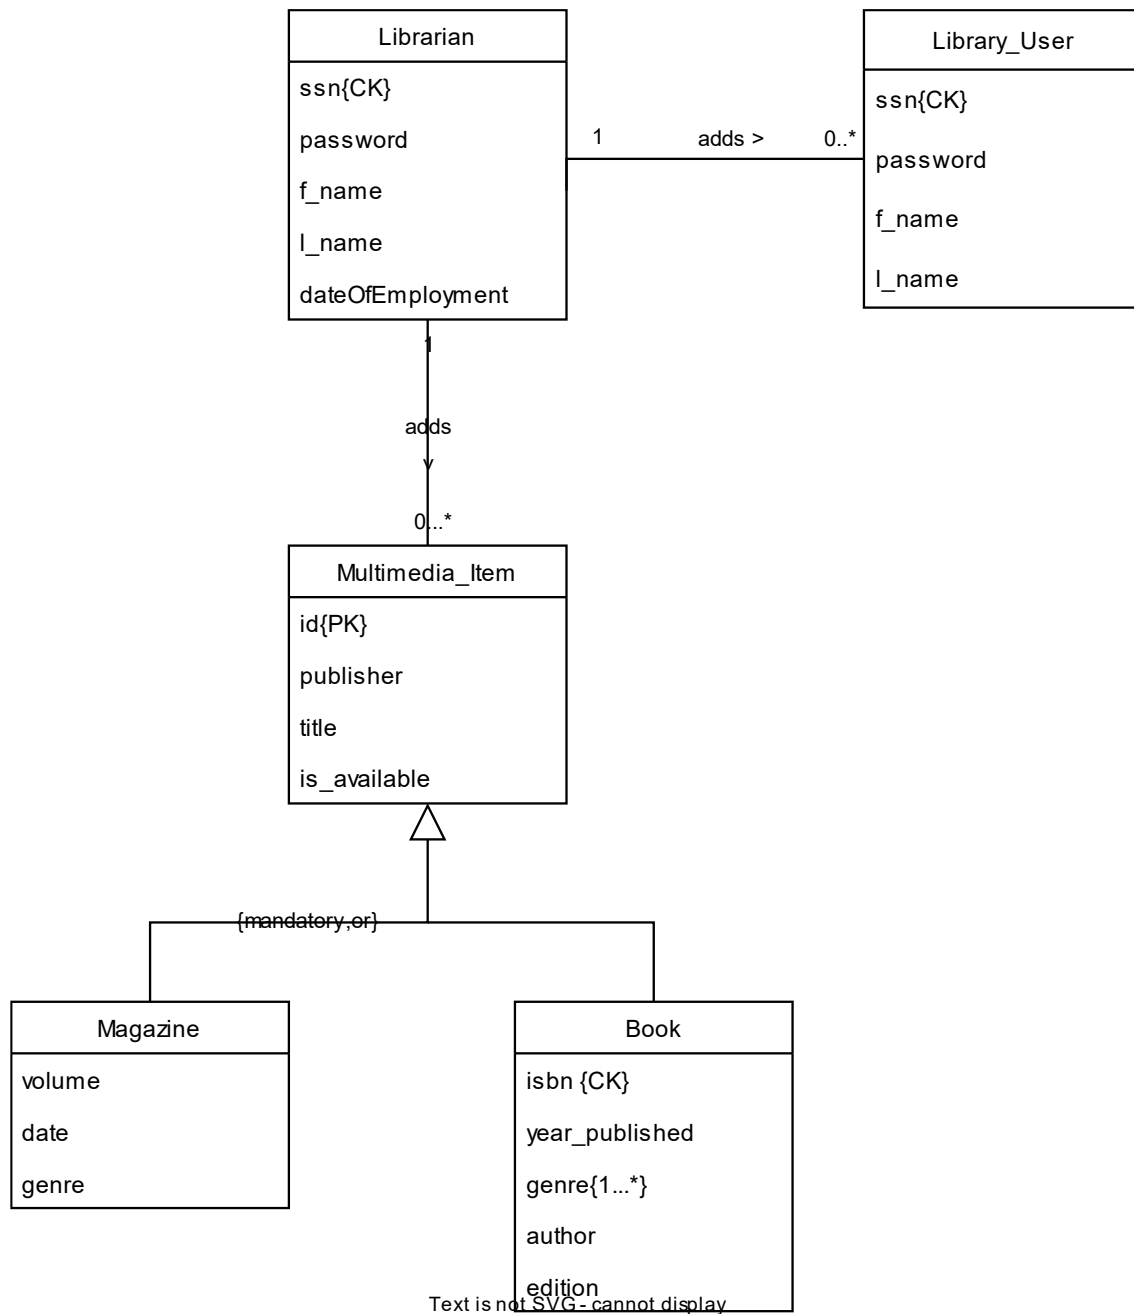 Librarian
ssn{CK}
password
f_name
l_name
dateOfEmployment
Library_User
ssn{CK}
password
f_name
l_name
1
adds >
0..*
1
adds
v
0...*
Multimedia_Item
id{PK}
publisher
title
is_available
{mandatory,or}
Magazine
volume
date
genre
Book
isbn {CK}
year_published
genre{1...*}
author
edition
Text is not SVG - cannot display